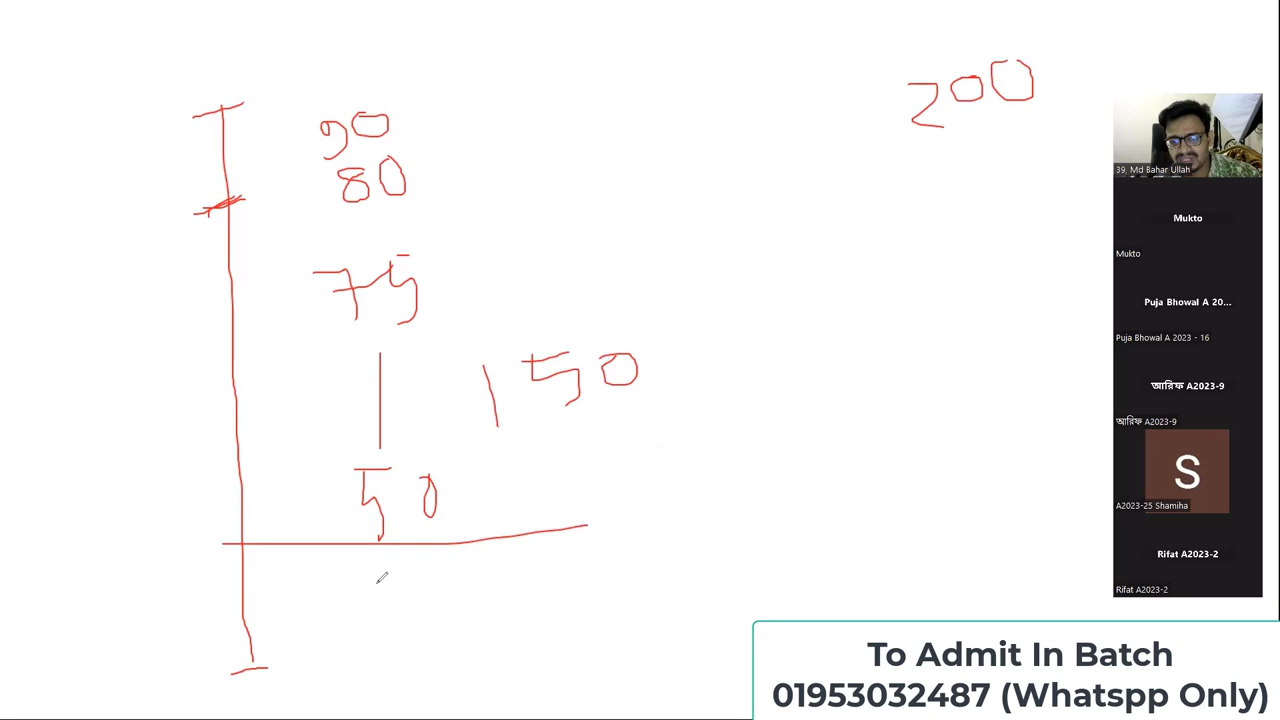 200
90
80
75
150
50
39, Md Bahar Ullah
Mukto
Mukto
Puja Bhowal A 20...
Puja Bhowal A 2023 - 16
আরিফ A2023-9
আরিফ A2023-9
S
A2023-25 Shamiha
Rifat A2023-2
Rifat A2023-2
To Admit In Batch
01953032487 (Whatspp Only)